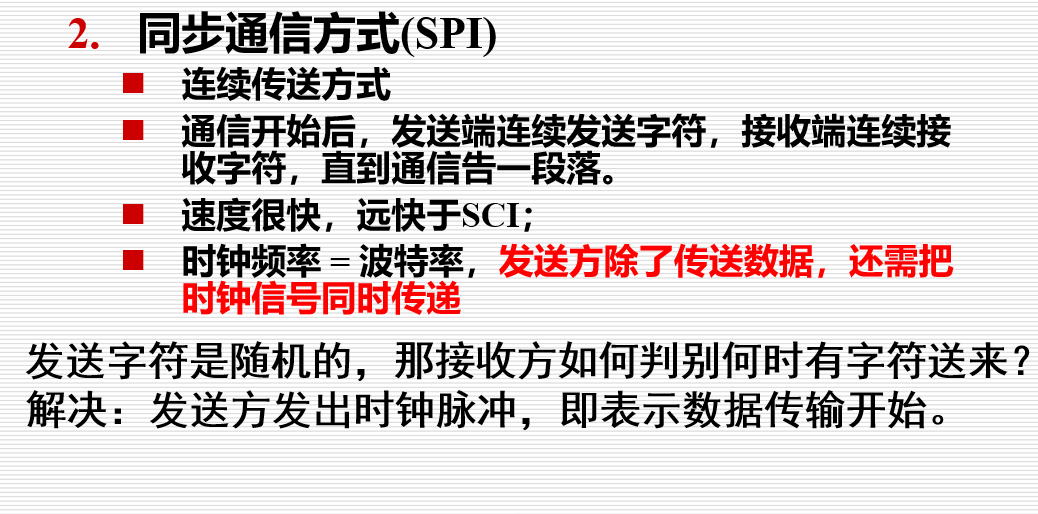 2. 同步通信方式(SPI)
■ 连续传送方式
■ 通信开始后，发送端连续发送字符，接收端连续接
收字符，直到通信告一段落。
■ 速度很快，远快于SCI；
■ 时钟频率 = 波特率，发送方除了传送数据，还需把
时钟信号同时传递
发送字符是随机的，那接收方如何判别何时有字符送来？
解决：发送方发出时钟脉冲，即表示数据传输开始。